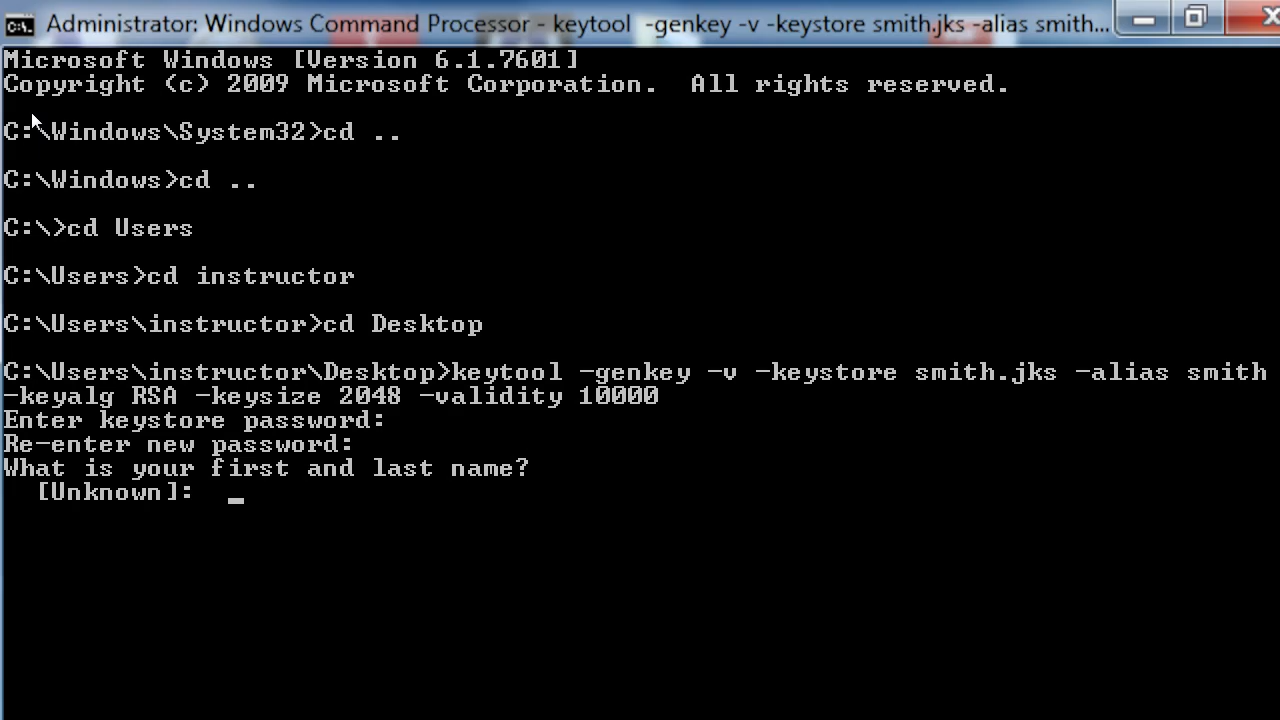 Administrator: Windows Command Processor - keytool -genkey -v -keystore smith.jks -alias smith...
Microsoft Windows [Version 6.1.7601]
Copyright (c) 2009 Microsoft Corporation.  All rights reserved.
C:\Windows\System32>cd ..
C:\Windows>cd ..
C:\>cd Users
C:\Users>cd instructor
C:\Users\instructor>cd Desktop
C:\Users\instructor\Desktop>keytool -genkey -v -keystore smith.jks -alias smith
-keyalg RSA -keysize 2048 -validity 10000
Enter keystore password:
Re-enter new password:
What is your first and last name?
  [Unknown]:  _